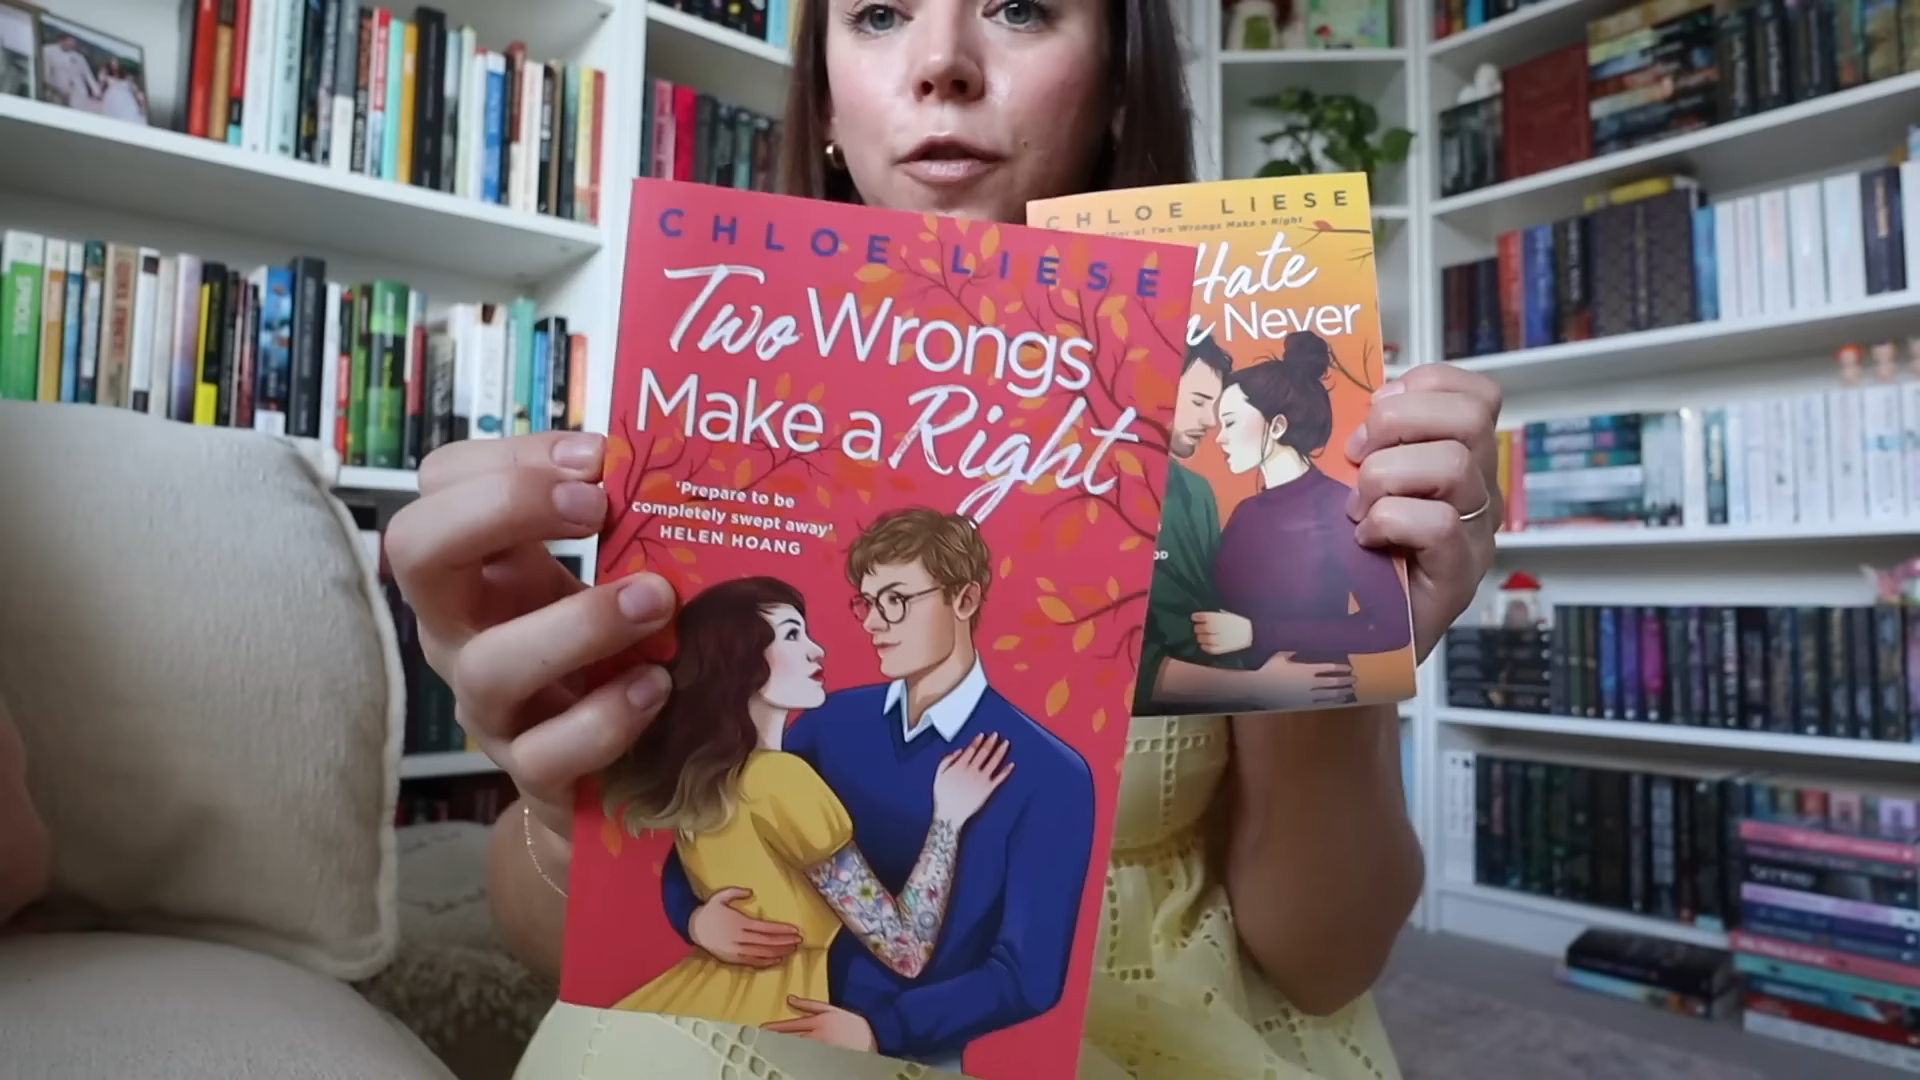 CHLOE LIESE
Two Wrongs
Make a Right
'Prepare to be
completely swept away'
HELEN HOANG
CHLOE LIESE
of Two Wrongs Make a Right
Hate
Never